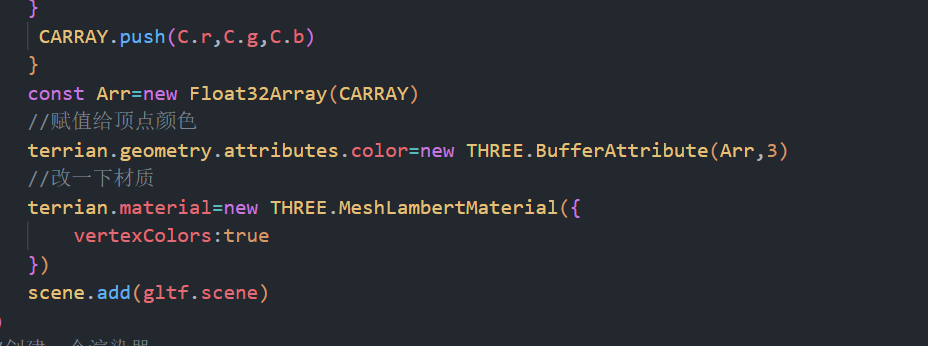 }
CARRAY.push(C.r,C.g,C.b)
}
const Arr=new Float32Array(CARRAY)
//赋值给顶点颜色
terrian.geometry.attributes.color=new THREE.BufferAttribute(Arr,3)
//改一下材质
terrian.material=new THREE.MeshLambertMaterial({
vertexColors:true
})
scene.add(gltf.scene)